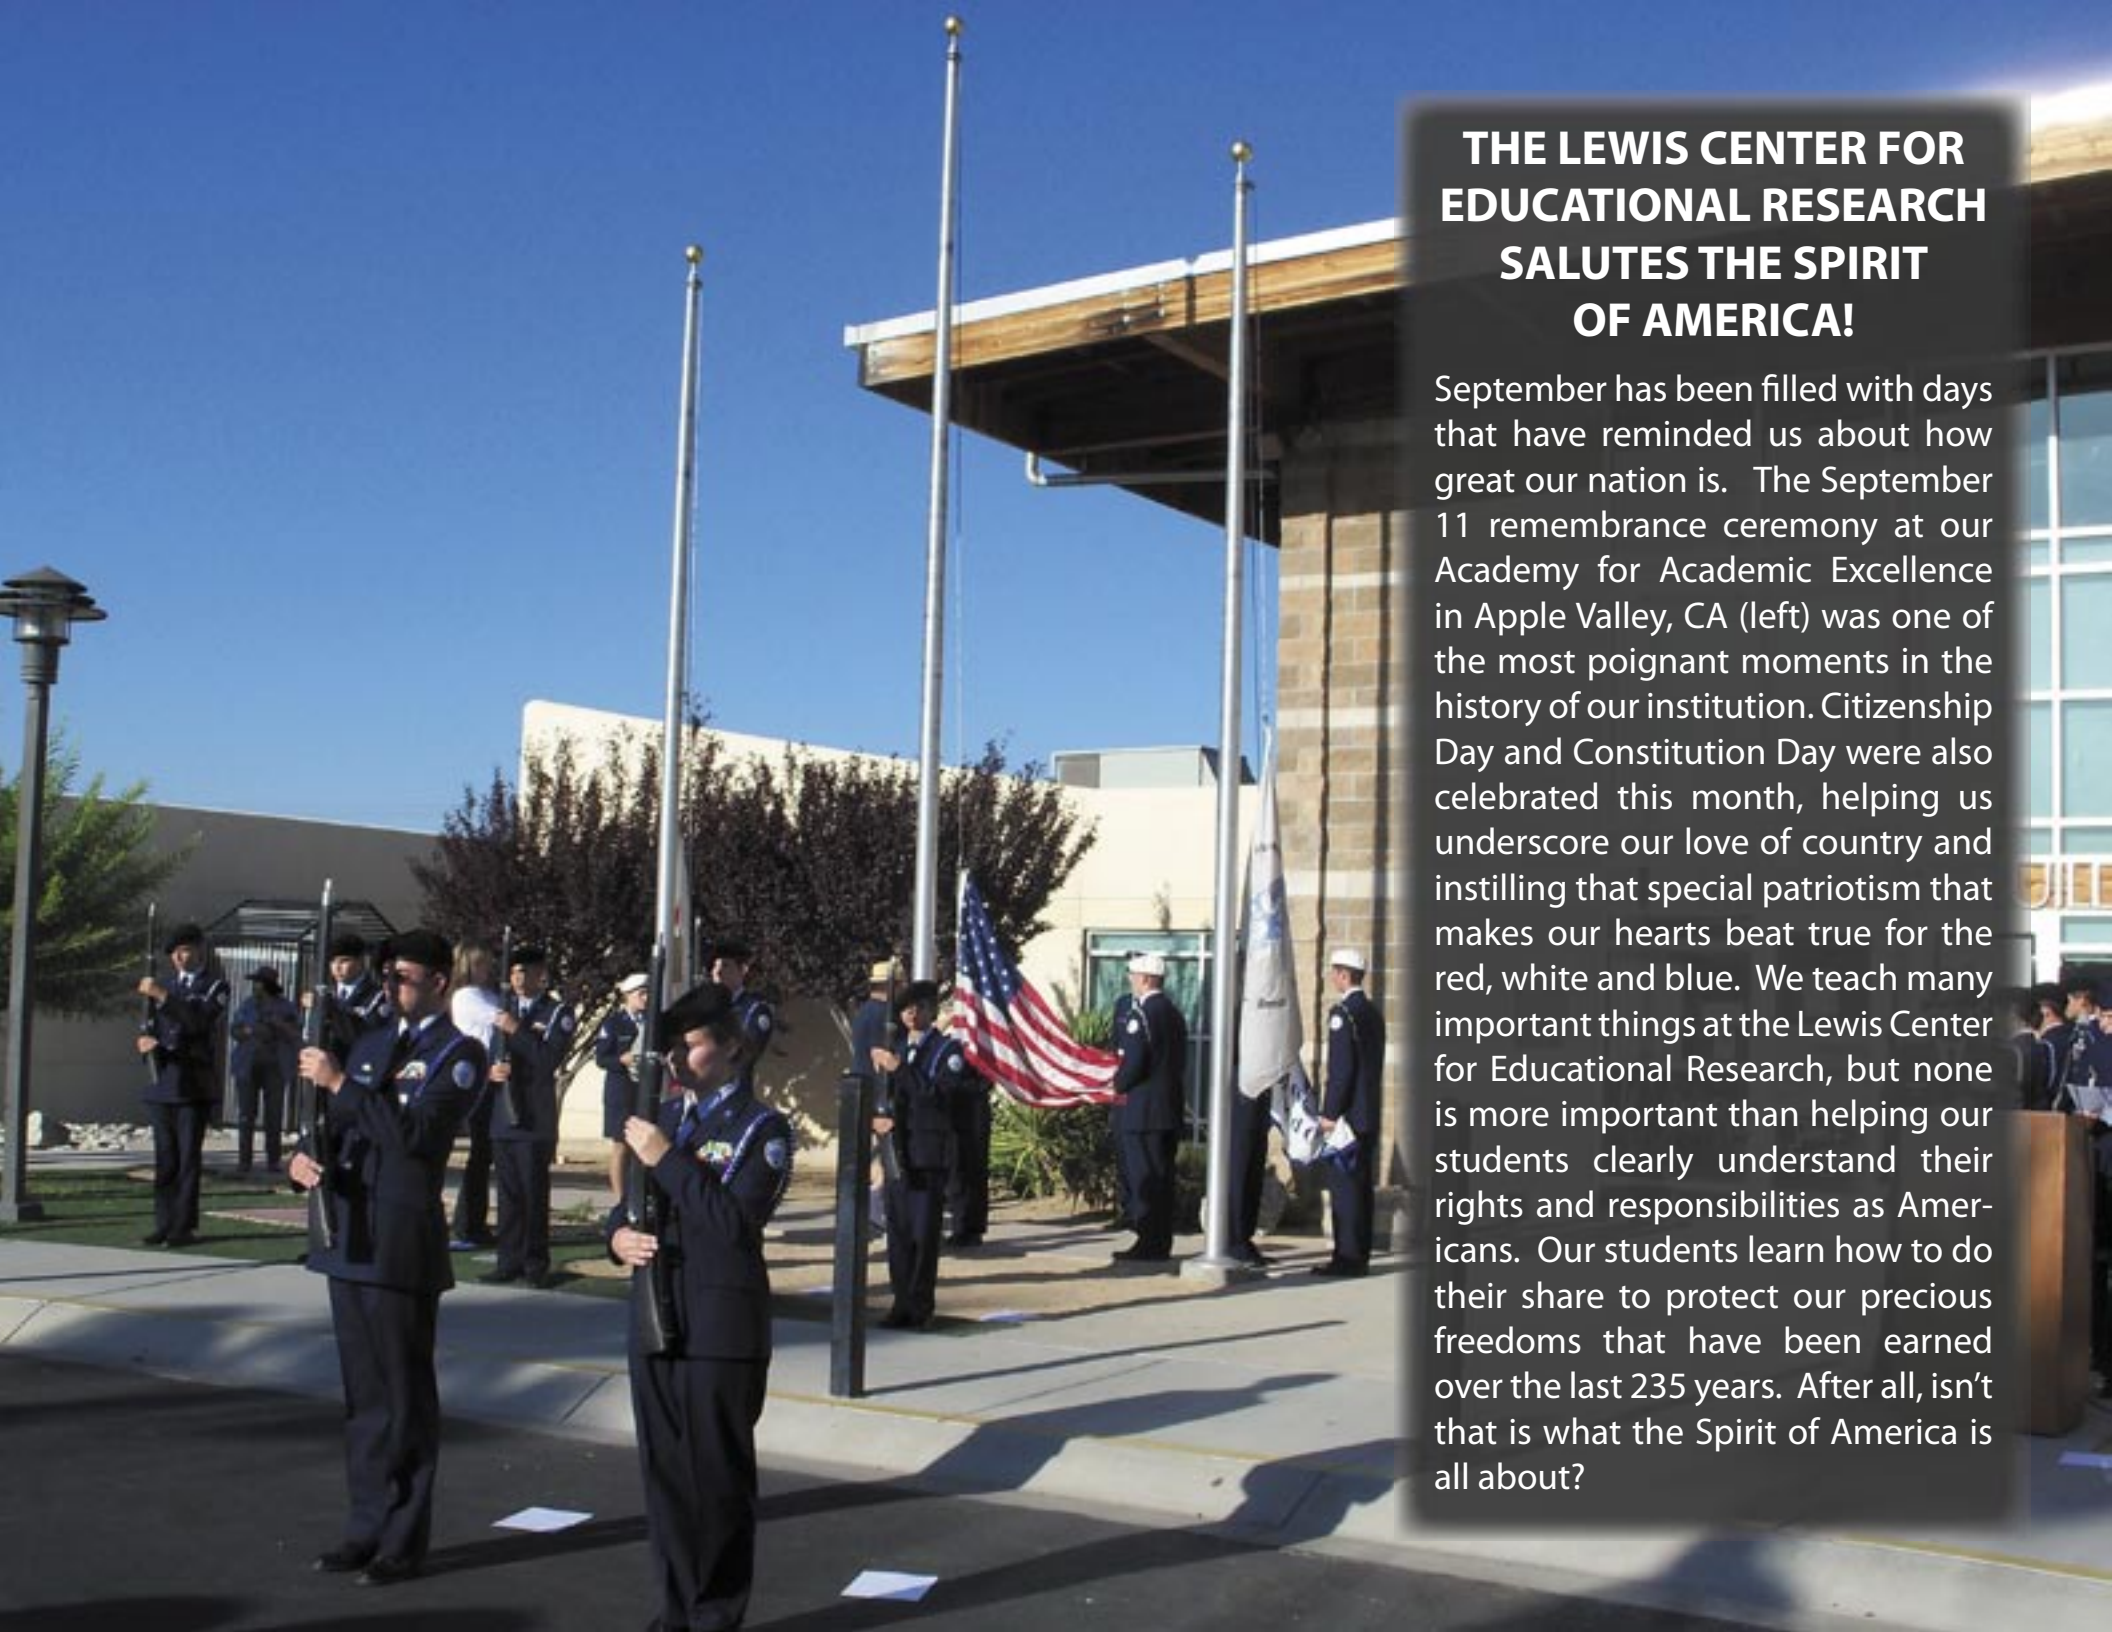 THE LEWIS CENTER FOR
EDUCATIONAL RESEARCH
SALUTES THE SPIRIT
OF AMERICA!
September has been filled with days
that have reminded us about how
great our nation is. The September
11 remembrance ceremony at our
Academy for Academic Excellence
in Apple Valley, CA (left) was one of
the most poignant moments in the
history of our institution. Citizenship
Day and Constitution Day were also
celebrated this month, helping us
underscore our love of country and
instilling that special patriotism that
makes our hearts beat true for the
red, white and blue. We teach many
important things at the Lewis Center
for Educational Research, but none
is more important than helping our
students clearly understand their
rights and responsibilities as Amer-
icans. Our students learn how to do
their share to protect our precious
freedoms that have been earned
over the last 235 years. After all, isn't
that is what the Spirit of America is
all about?